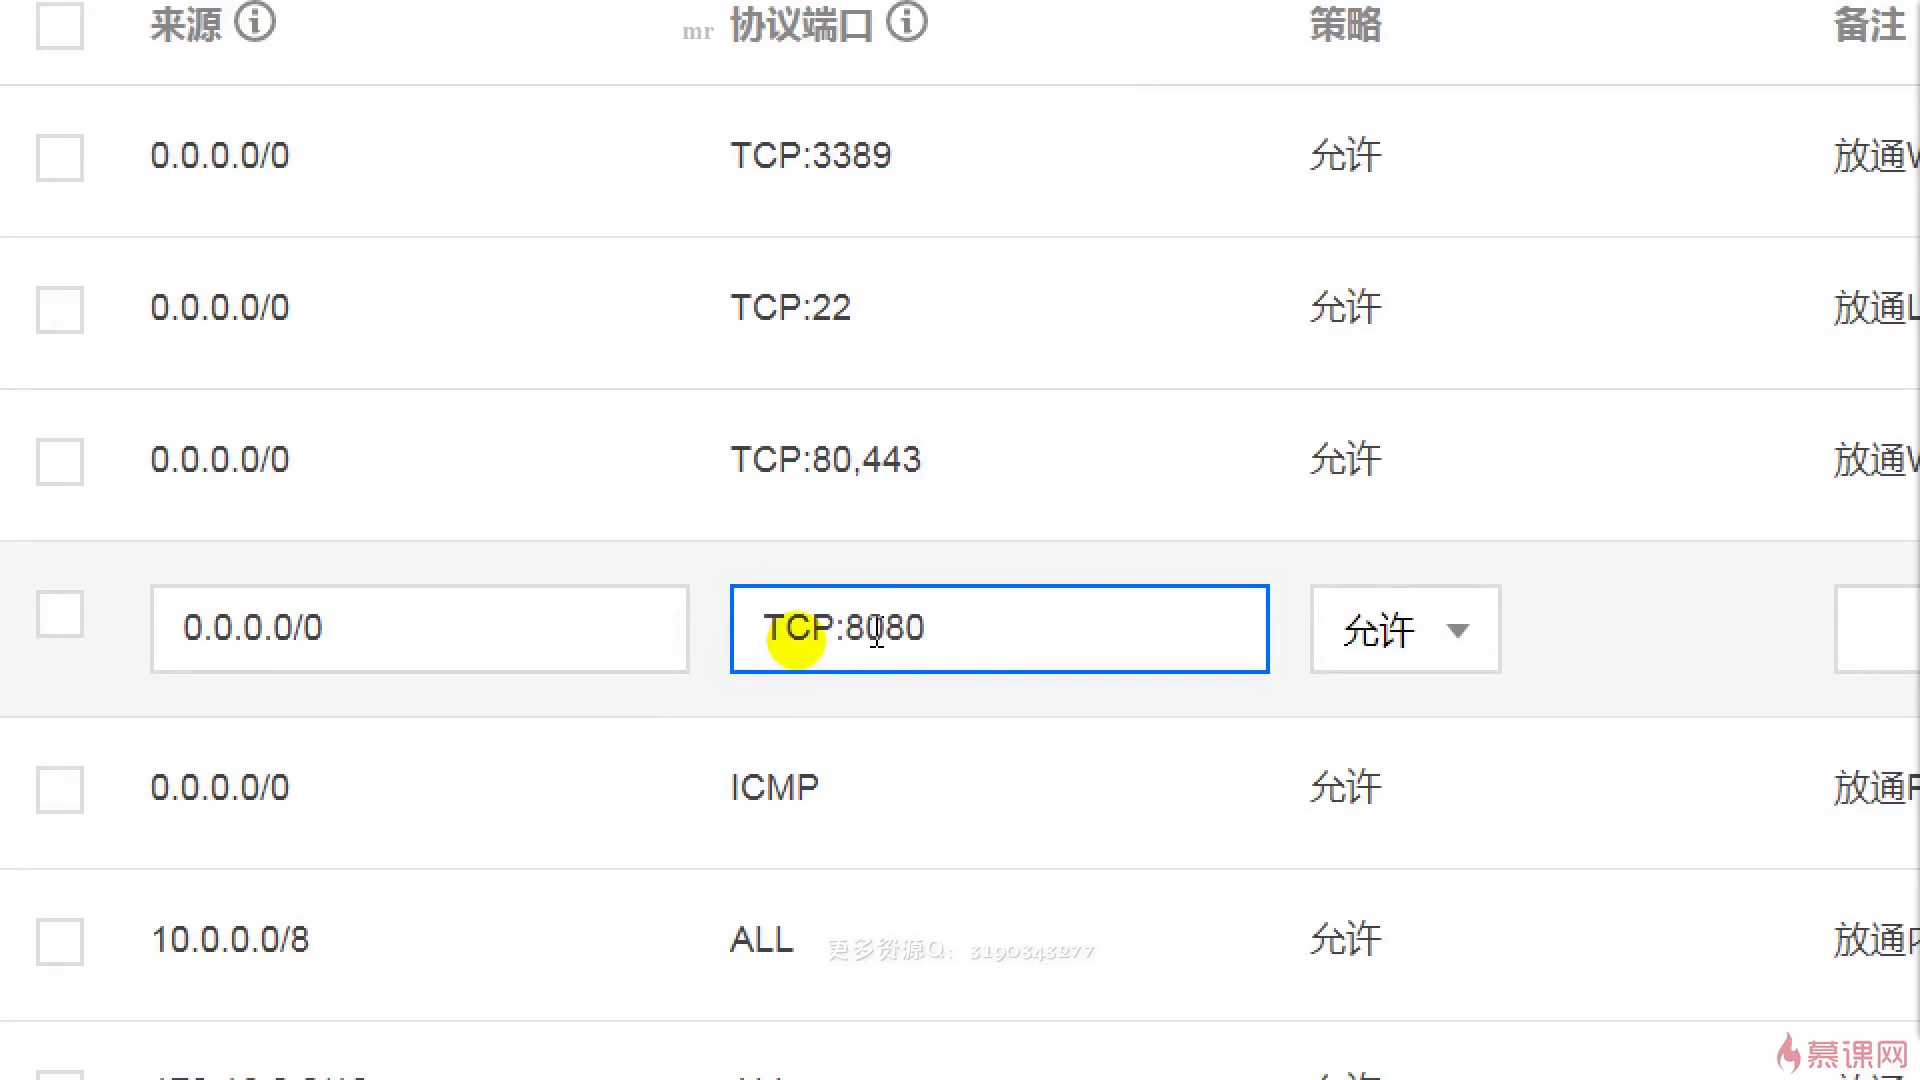 来源 mr 协议端口 策略 备注
0.0.0.0/0 TCP:3389 允许 放通
0.0.0.0/0 TCP:22 允许 放通L
0.0.0.0/0 TCP:80,443 允许 放通
0.0.0.0/0 TCP:8080 允许
0.0.0.0/0 ICMP 允许 放通
10.0.0.0/8 ALL 更多资源Q: 3190343277 允许 放通
慕课网